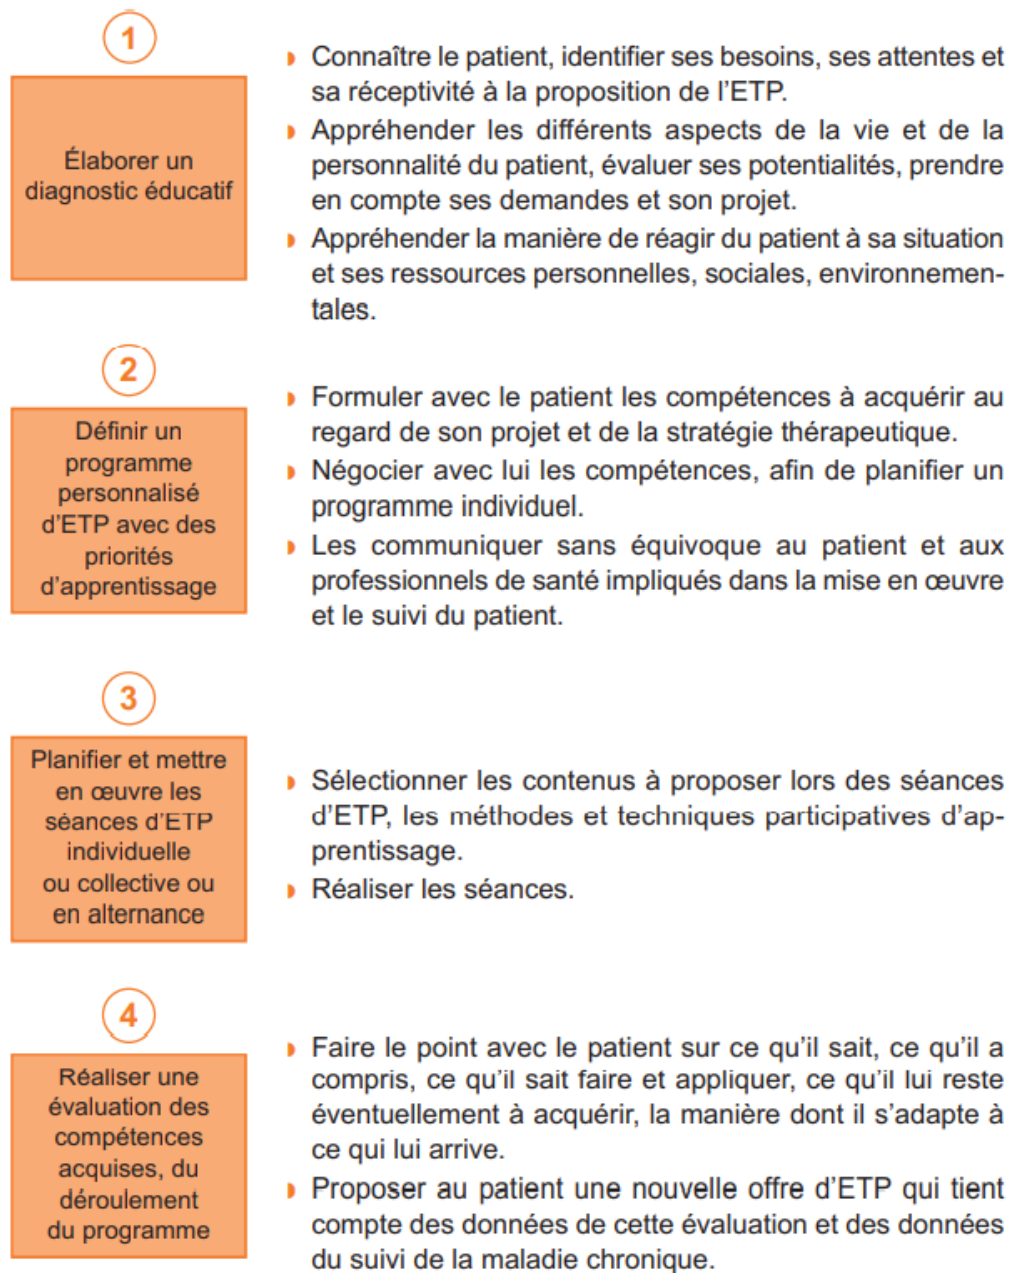 1
Élaborer un
diagnostic éducatif
Connaître le patient, identifier ses besoins, ses attentes et
sa réceptivité à la proposition de l’ETP.
Appréhender les différents aspects de la vie et de la
personnalité du patient, évaluer ses potentialités, prendre
en compte ses demandes et son projet.
Appréhender la manière de réagir du patient à sa situation
et ses ressources personnelles, sociales, environnemen-
tales.
2
Définir un
programme
personnalisé
d’ETP avec des
priorités
d’apprentissage
Formuler avec le patient les compétences à acquérir au
regard de son projet et de la stratégie thérapeutique.
Négocier avec lui les compétences, afin de planifier un
programme individuel.
Les communiquer sans équivoque au patient et aux
professionnels de santé impliqués dans la mise en œuvre
et le suivi du patient.
3
Planifier et mettre
en œuvre les
séances d’ETP
individuelle
ou collective ou
en alternance
Sélectionner les contenus à proposer lors des séances
d’ETP, les méthodes et techniques participatives d’ap-
prentissage.
Réaliser les séances.
4
Réaliser une
évaluation des
compétences
acquises, du
déroulement
du programme
Faire le point avec le patient sur ce qu’il sait, ce qu’il a
compris, ce qu’il sait faire et appliquer, ce qu’il lui reste
éventuellement à acquérir, la manière dont il s’adapte à
ce qui lui arrive.
Proposer au patient une nouvelle offre d’ETP qui tient
compte des données de cette évaluation et des données
du suivi de la maladie chronique.